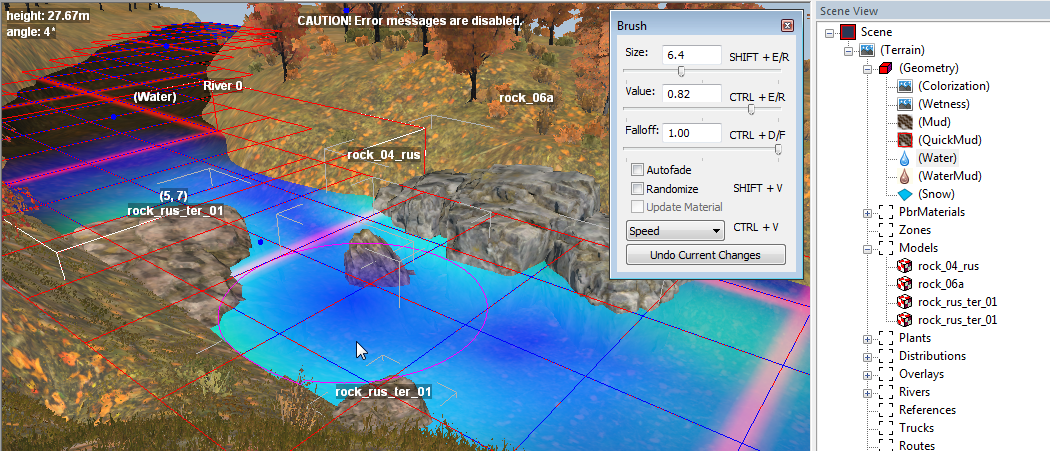 height: 27.67m
angle: 4°
CAUTION! Error messages are disabled.
River 0
(Water)
rock_06a
rock_04_rus
(5, 7)
rock_rus_ter_01
rock_rus_ter_01
Brush
Size:
6.4
SHIFT + E/R
Value:
0.82
CTRL + E/R
Falloff:
1.00
CTRL + D/F
Autofade
Randomize
SHIFT + V
Update Material
Speed
CTRL + V
Undo Current Changes
Scene View
Scene
(Terrain)
(Geometry)
(Colorization)
(Wetness)
(Mud)
(QuickMud)
(Water)
(WaterMud)
(Snow)
PbrMaterials
Zones
Models
rock_04_rus
rock_06a
rock_rus_ter_01
rock_rus_ter_01
Plants
Distributions
Overlays
Rivers
References
Trucks
Routes